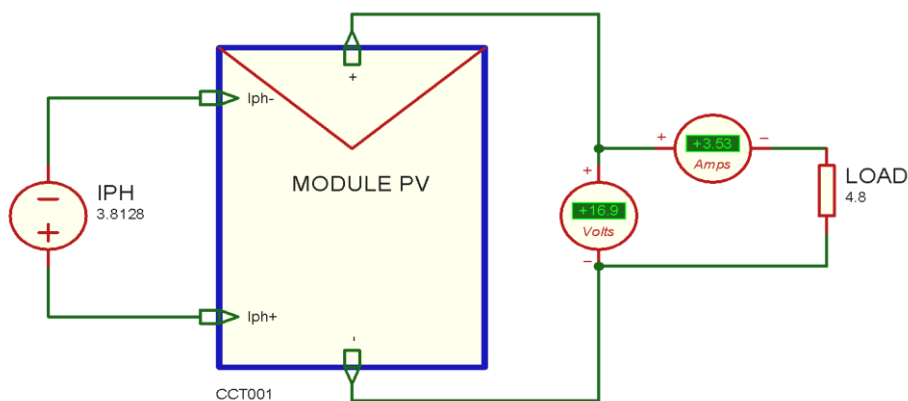 +
Iph-
MODULE PV
IPH
3.8128
Iph+
-
CCT001
+
-
+3.53
Amps
+
+16.9
Volts
-
LOAD
4.8